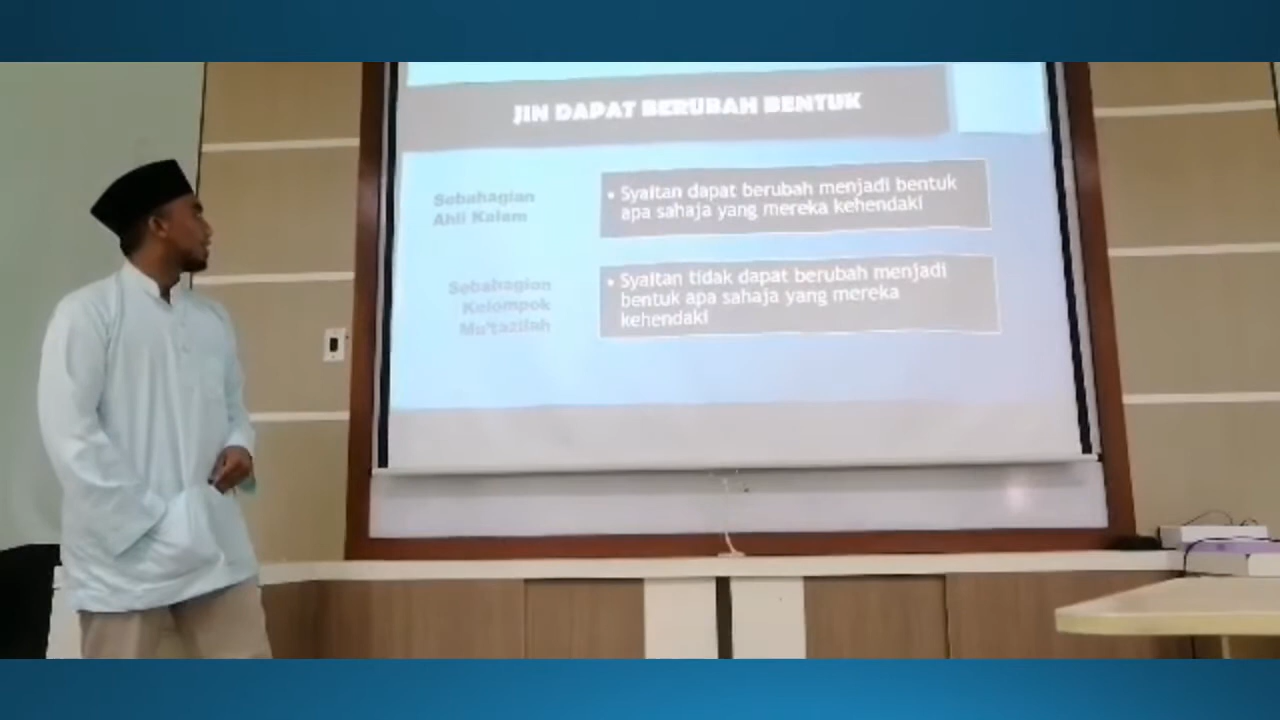 JIN DAPAT BERUBAH BENTUK
Sebahagian
Ahli Kalam
• Syaitan dapat berubah menjadi bentuk
apa sahaja yang mereka kehendaki
Sebahagian
Kelompok
Mu'tazilah
• Syaitan tidak dapat berubah menjadi
bentuk apa sahaja yang mereka
kehendaki